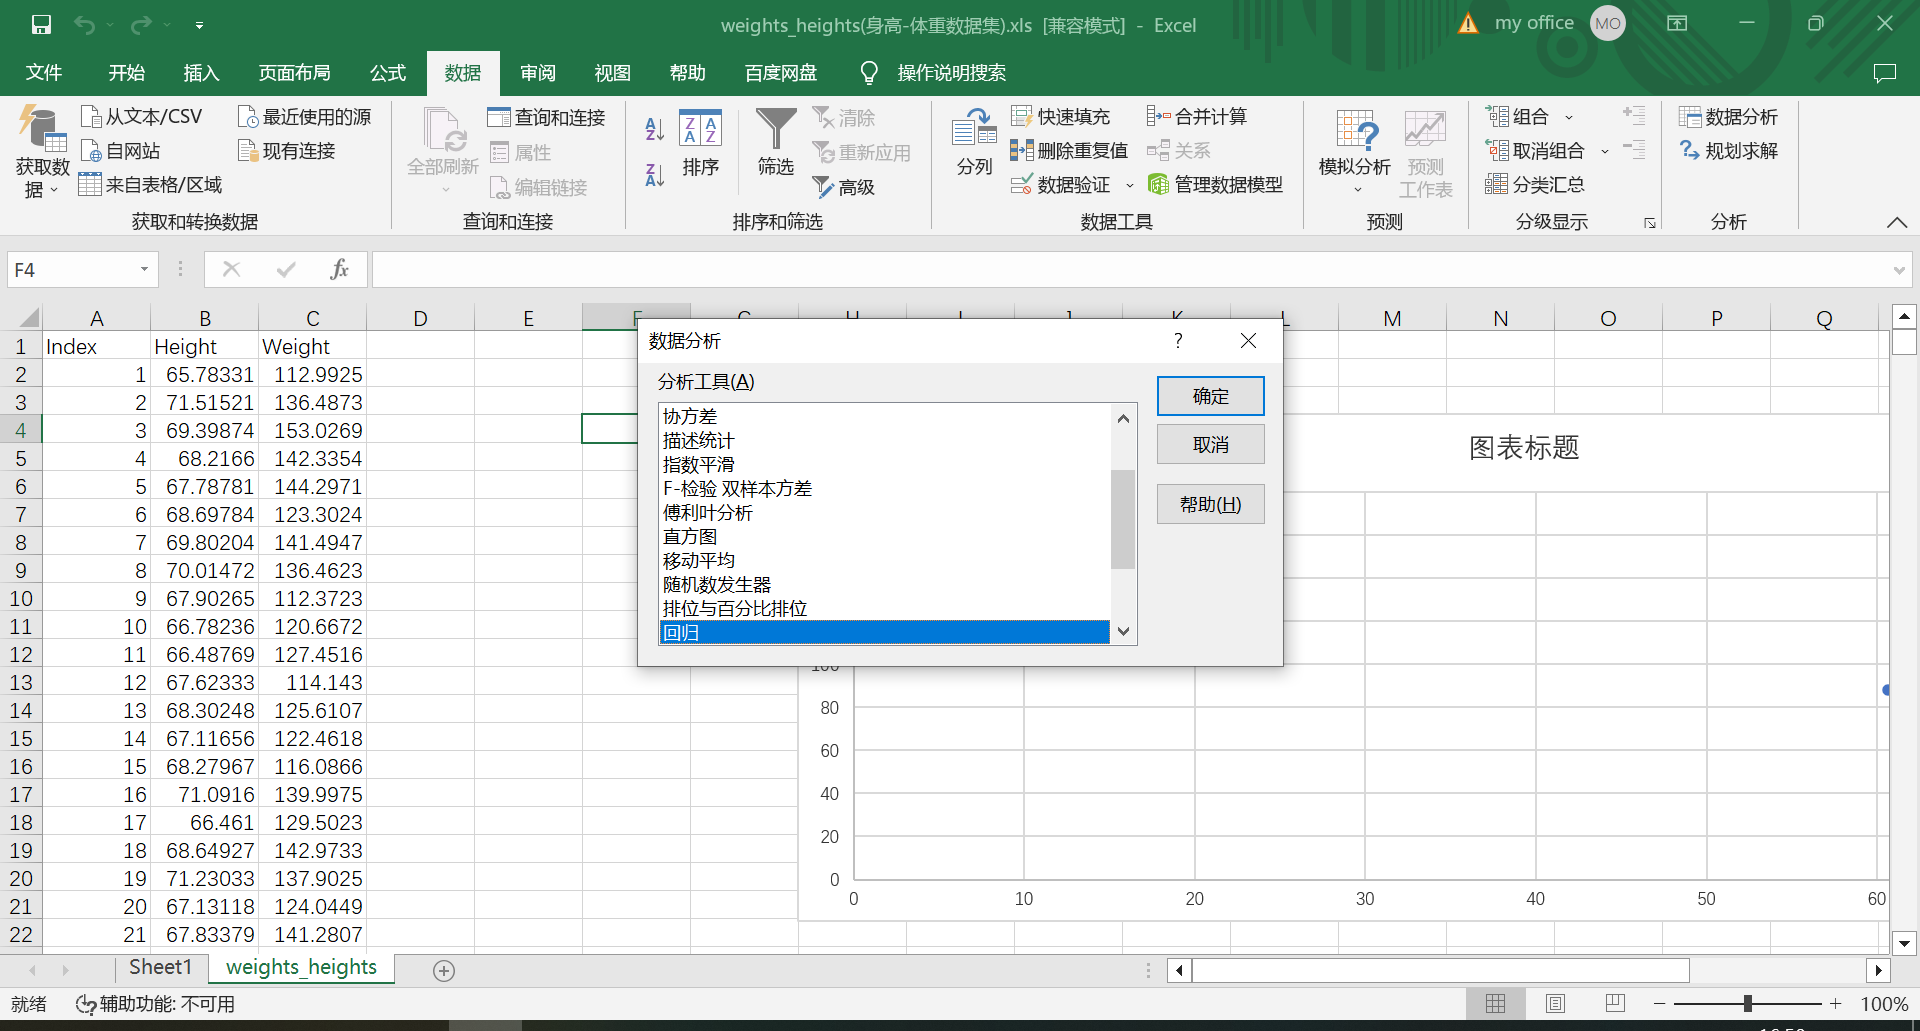 weights_heights(身高-体重数据集).xls [兼容模式] - Excel
my office MO
文件 开始 插入 页面布局 公式 数据 审阅 视图 帮助 百度网盘 操作说明搜索
获取数据
从文本/CSV
自网站
来自表格/区域
最近使用的源
现有连接
获取和转换数据
全部刷新
查询和连接
属性
编辑链接
查询和连接
排序
筛选
清除
重新应用
高级
排序和筛选
分列
快速填充
删除重复值
数据验证
合并计算
关系
管理数据模型
数据工具
模拟分析
预测
工作表
预测
组合
取消组合
分类汇总
分级显示
数据分析
规划求解
分析
F4 fx
A B C D E F M N O P Q
1 Index Height Weight
2 1 65.78331 112.9925
3 2 71.51521 136.4873
4 3 69.39874 153.0269
5 4 68.2166 142.3354
6 5 67.78781 144.2971
7 6 68.69784 123.3024
8 7 69.80204 141.4947
9 8 70.01472 136.4623
10 9 67.90265 112.3723
11 10 66.78236 120.6672
12 11 66.48769 127.4516
13 12 67.62333 114.143
14 13 68.30248 125.6107
15 14 67.11656 122.4618
16 15 68.27967 116.0866
17 16 71.0916 139.9975
18 17 66.461 129.5023
19 18 68.64927 142.9733
20 19 71.23033 137.9025
21 20 67.13118 124.0449
22 21 67.83379 141.2807
数据分析 ?
分析工具(A)
协方差
描述统计
指数平滑
F-检验 双样本方差
傅利叶分析
直方图
移动平均
随机数发生器
排位与百分比排位
回归
确定
取消
帮助(H)
图表标题
100
80
60
40
20
0
0 10 20 30 40 50 60
Sheet1 weights_heights
就绪 辅助功能: 不可用 100%